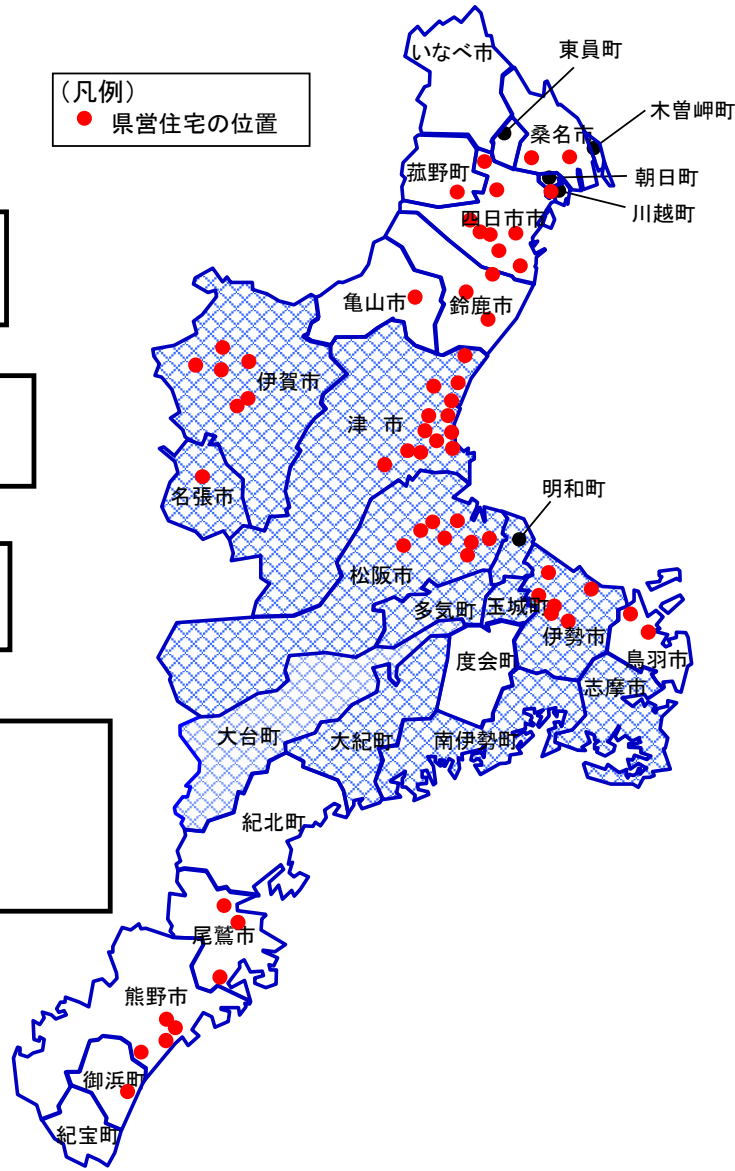 いなべ市
東員町
(凡例)
県営住宅の位置
桑名市
木曽岬町
菰野町
朝日町
川越町
四日市市
亀山市
鈴鹿市
伊賀市
津 市
名張市
明和町
松阪市
多気町
玉城町
伊勢市
度会町
鳥羽市
志摩市
大台町
大紀町
南伊勢町
紀北町
尾鷲市
熊野市
御浜町
紀宝町